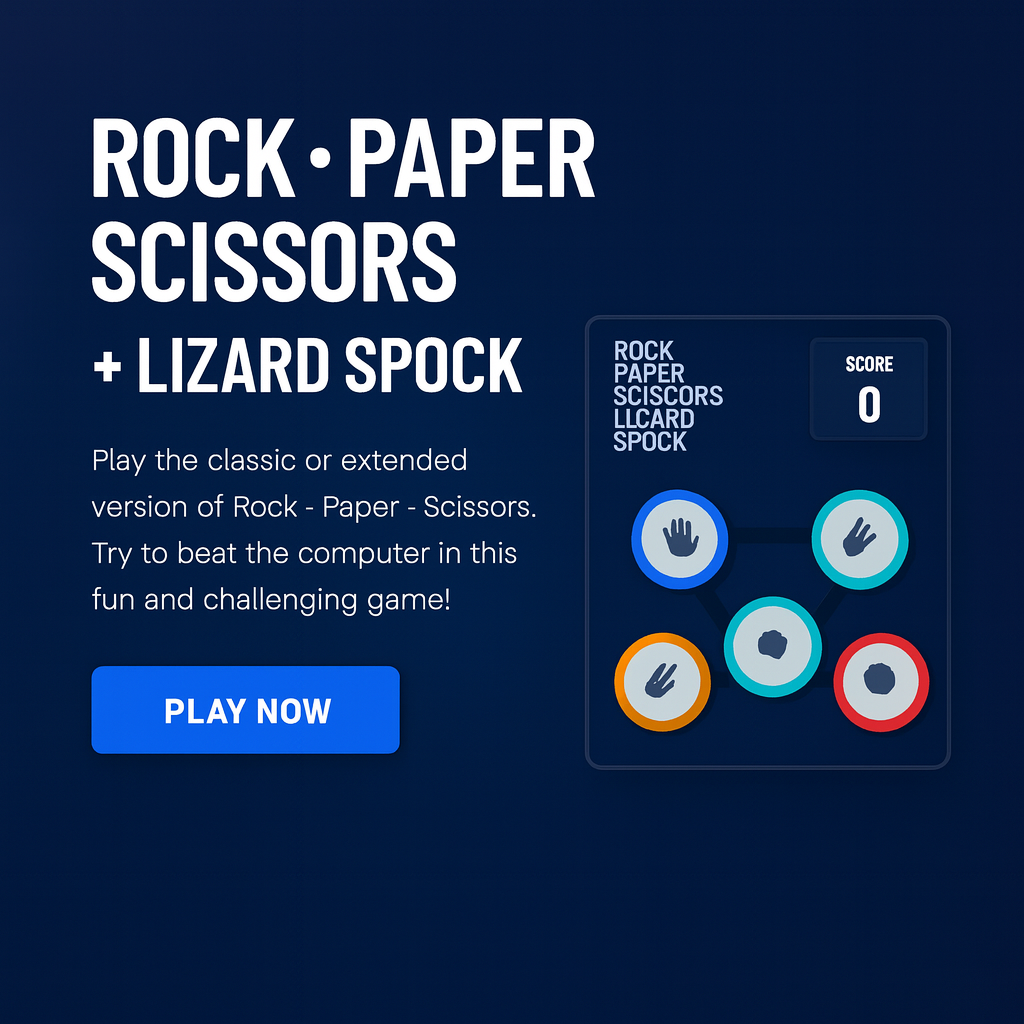 ROCK · PAPER
SCISSORS
+ LIZARD SPOCK
Play the classic or extended
version of Rock - Paper - Scissors.
Try to beat the computer in this
fun and challenging game!
PLAY NOW
ROCK
PAPER
SCISCORS
LLCARD
SPOCK
SCORE
0